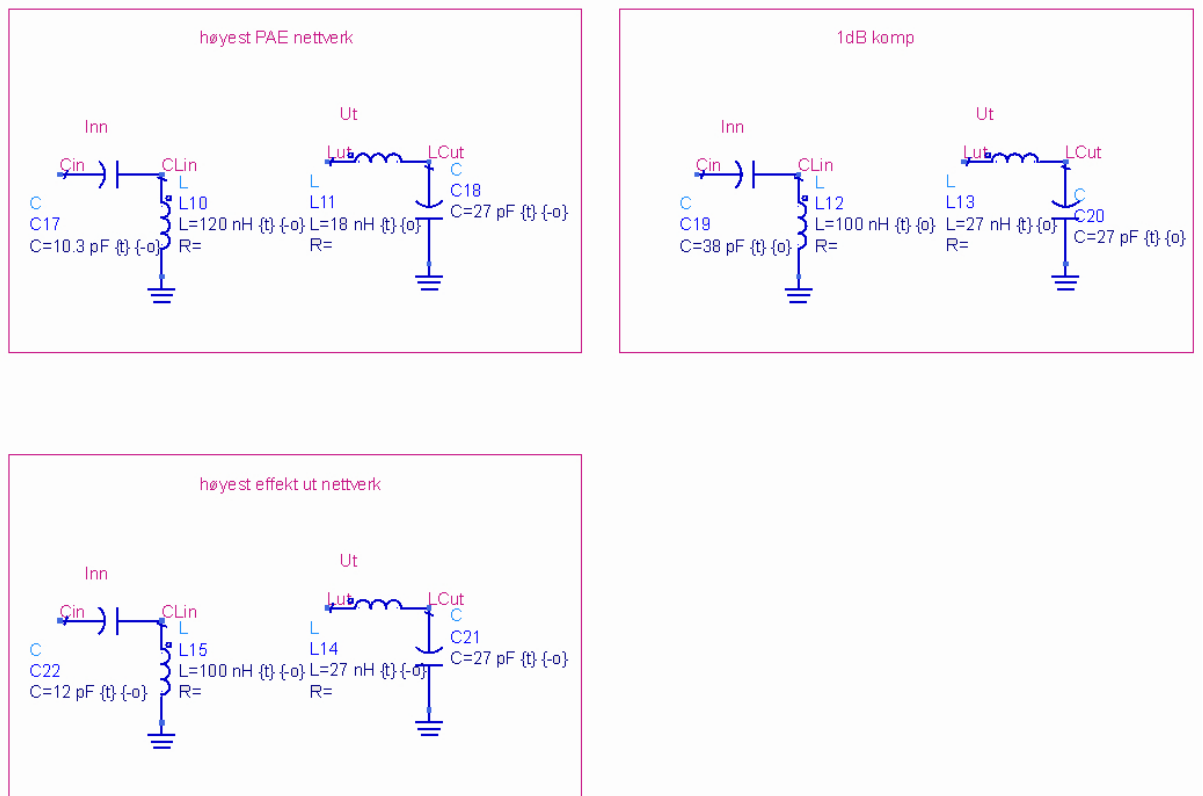 høyest PAE nettverk
Inn
Ut
Cin
CLin
Lut
LCut
C
C17
C=10.3 pF {t} {-o}
L
L10
L=120 nH {t} {-o}
R=
L
L11
L=18 nH {t} {o}
R=
C
C18
C=27 pF {t} {-o}
1dB komp
Inn
Ut
Cin
CLin
Lut
LCut
C
C19
C=38 pF {t} {o}
L
L12
L=100 nH {t} {o}
R=
L
L13
L=27 nH {t} {o}
R=
C
C20
C=27 pF {t} {o}
høyest effekt ut nettverk
Inn
Ut
Cin
CLin
Lut
LCut
C
C22
C=12 pF {t} {-o}
L
L15
L=100 nH {t} {-o}
R=
L
L14
L=27 nH {t} {-o}
R=
C
C21
C=27 pF {t} {-o}